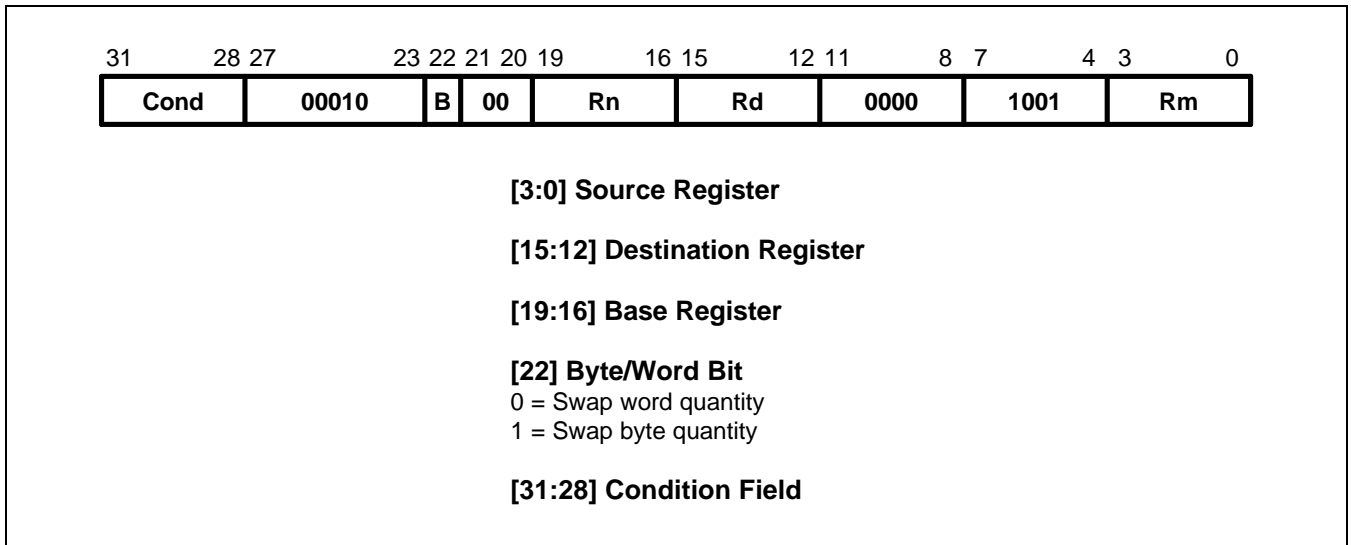 31 28 27 23 22 21 20 19 16 15 12 11 8 7 4 3 0
Cond 00010 B 00 Rn Rd 0000 1001 Rm
[3:0] Source Register
[15:12] Destination Register
[19:16] Base Register
[22] Byte/Word Bit
0 = Swap word quantity
1 = Swap byte quantity
[31:28] Condition Field